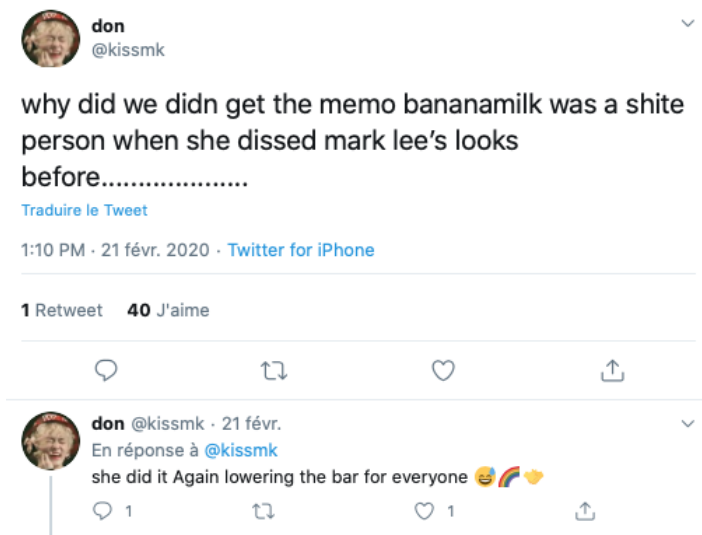 don
@kissmk
why did we didn get the memo bananamilk was a shite
person when she dissed mark lee's looks
before....................
Traduire le Tweet
1:10 PM · 21 févr. 2020 · Twitter for iPhone
1 Retweet 40 J'aime
don @kissmk · 21 févr.
En réponse à @kissmk
she did it Again lowering the bar for everyone 😅🌈🤝
1 1